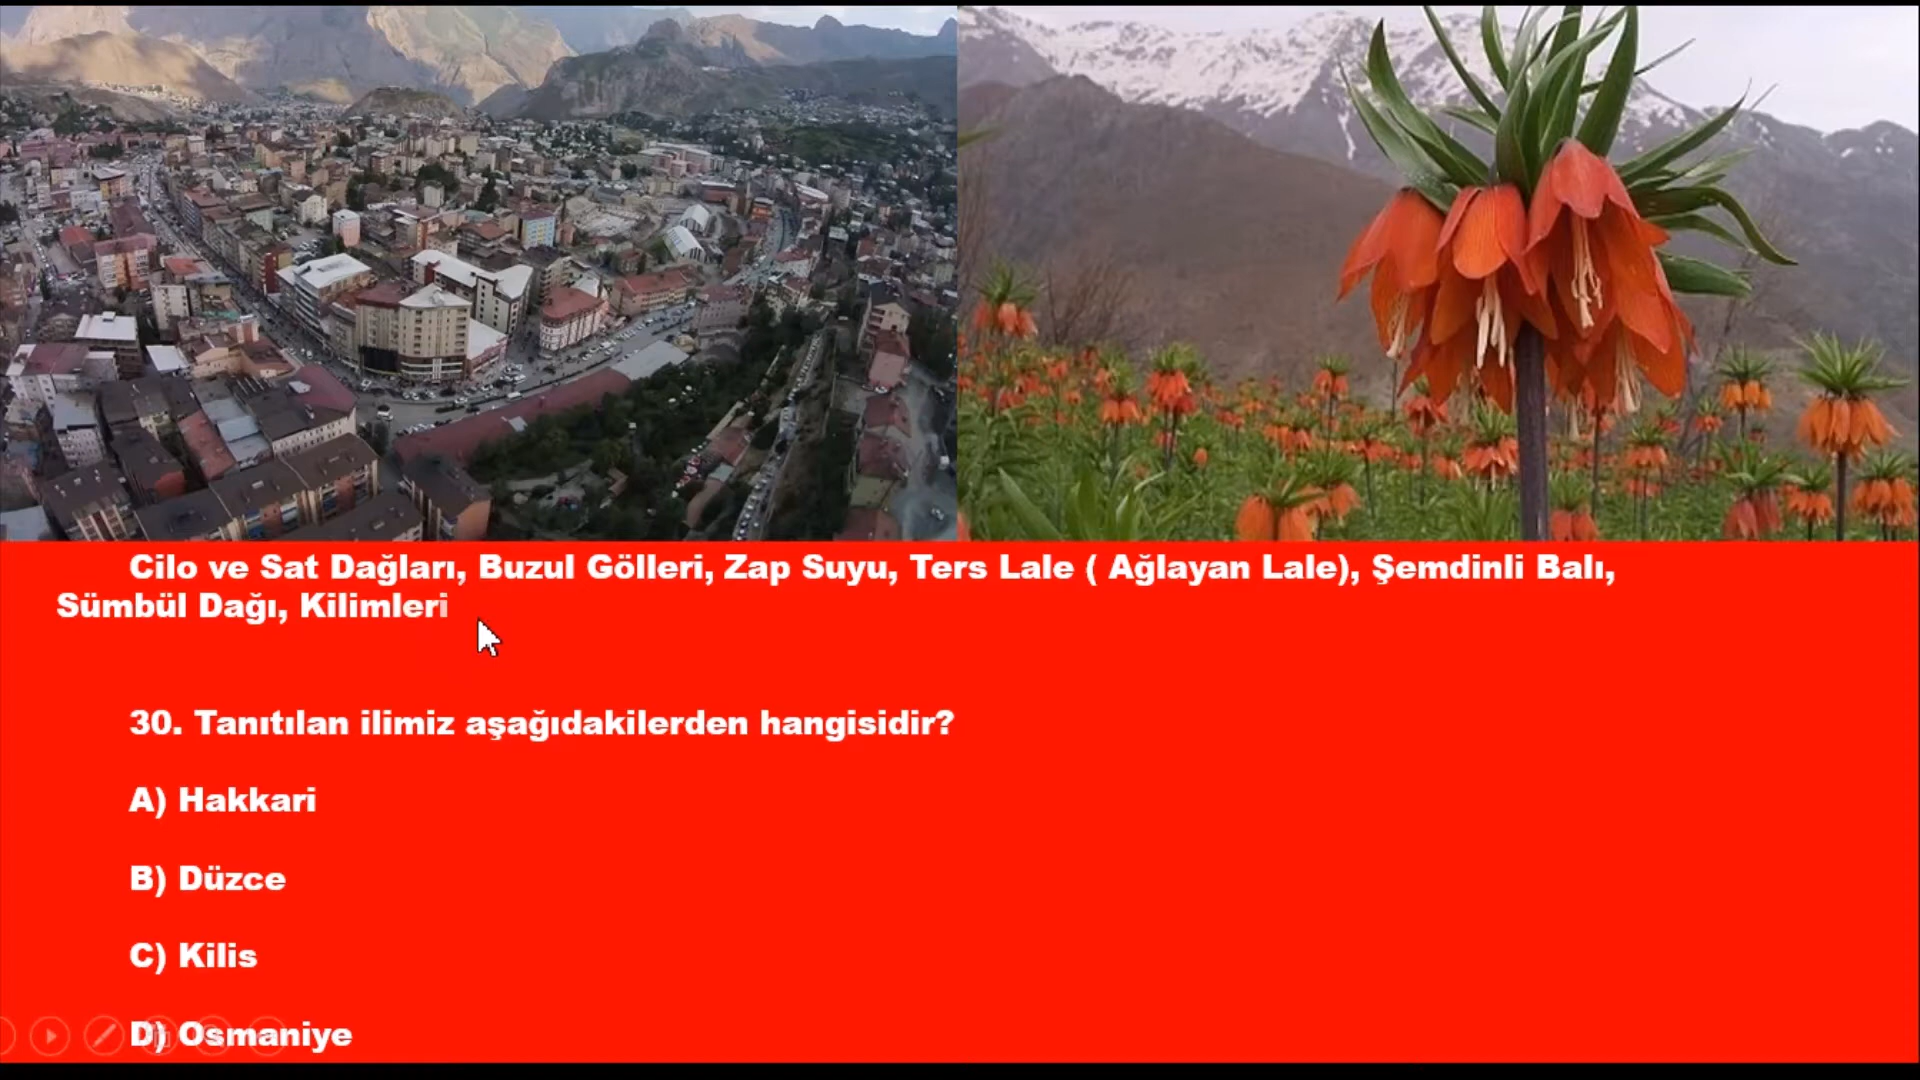 Cilo ve Sat Dağları, Buzul Gölleri, Zap Suyu, Ters Lale ( Ağlayan Lale), Şemdinli Balı,
Sümbül Dağı, Kilimleri
30. Tanıtılan ilimiz aşağıdakilerden hangisidir?
A) Hakkari
B) Düzce
C) Kilis
D) Osmaniye